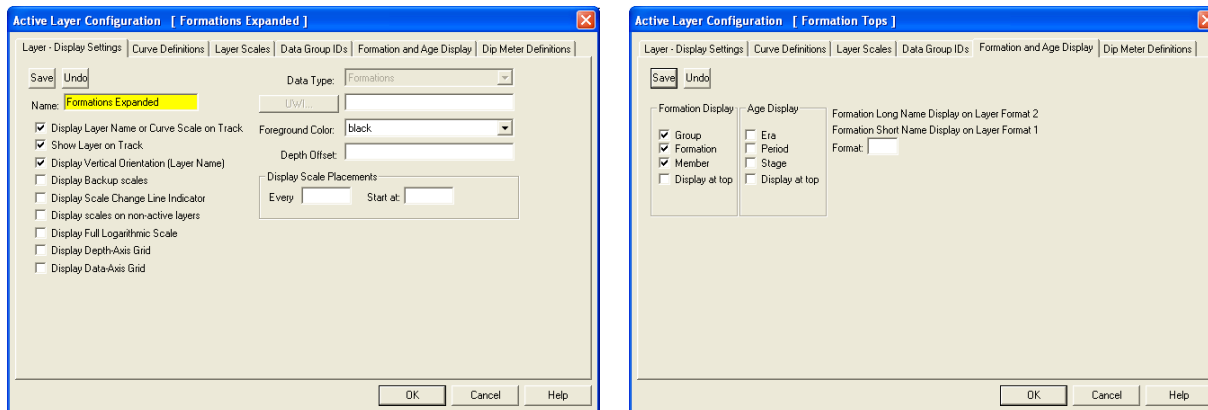 Active Layer Configuration [ Formations Expanded ]
Layer - Display Settings Curve Definitions Layer Scales Data Group IDs Formation and Age Display Dip Meter Definitions
Save Undo
Data Type: Formations
Name: Formations Expanded
UWI...
Display Layer Name or Curve Scale on Track
Foreground Color: black
Show Layer on Track
Depth Offset:
Display Vertical Orientation (Layer Name)
Display Backup scales
Display Scale Placements
Display Scale Change Line Indicator
Every Start at:
Display scales on non-active layers
Display Full Logarithmic Scale
Display Depth-Axis Grid
Display Data-Axis Grid
OK Cancel Help
Active Layer Configuration [ Formation Tops ]
Layer - Display Settings Curve Definitions Layer Scales Data Group IDs Formation and Age Display Dip Meter Definitions
Save Undo
Formation Display Age Display
Formation Long Name Display on Layer Format 2
Formation Short Name Display on Layer Format 1
Group Era
Formation Period
Format:
Member Stage
Display at top Display at top
OK Cancel Help